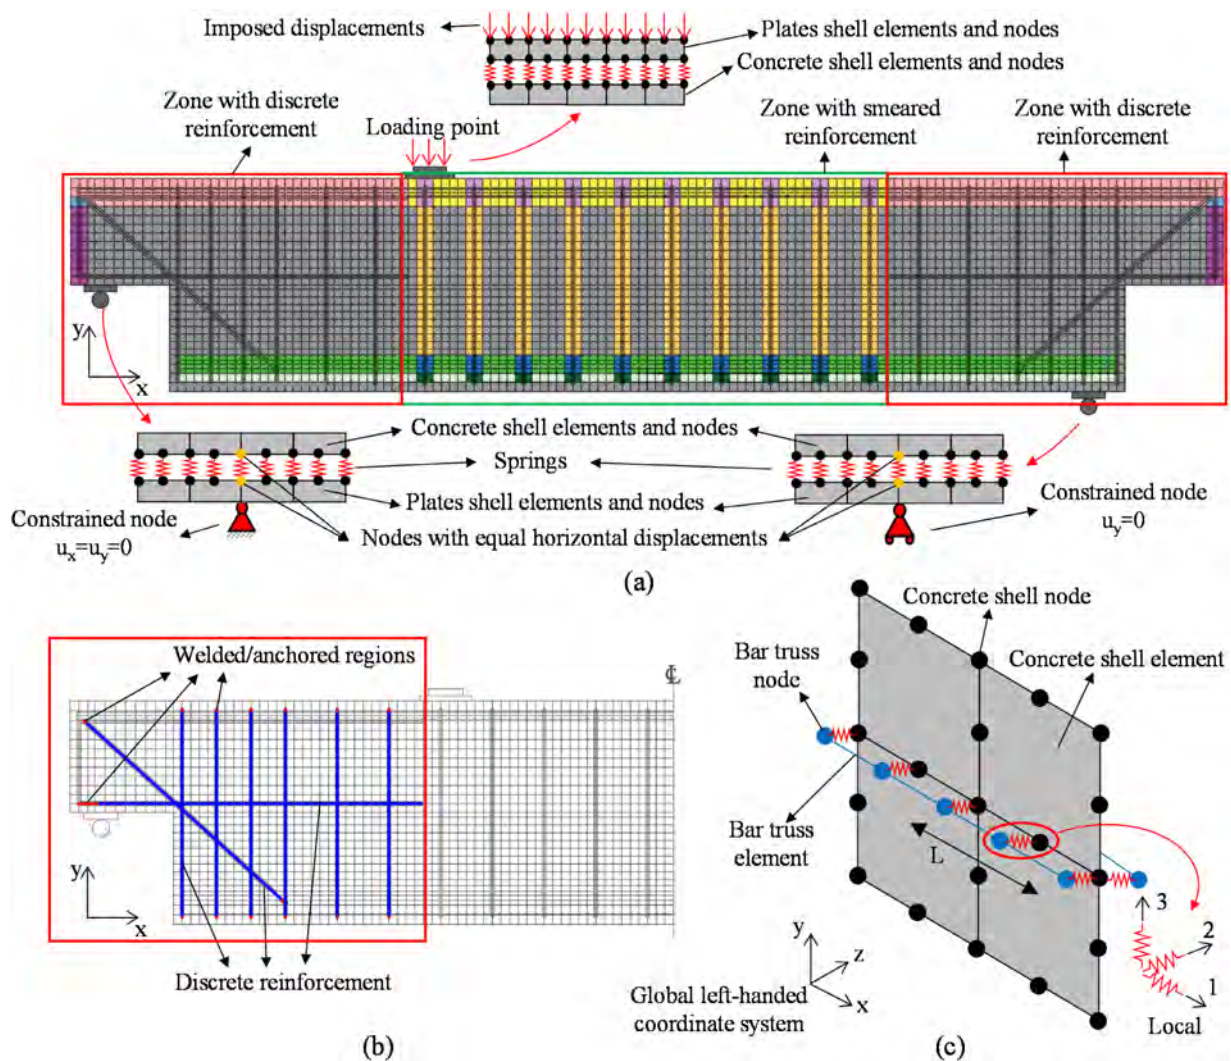 Imposed displacements
Plates shell elements and nodes
Concrete shell elements and nodes
Zone with discrete
reinforcement
Loading point
Zone with smeared
reinforcement
Zone with discrete
reinforcement
y
x
Concrete shell elements and nodes
Springs
Plates shell elements and nodes
Constrained node
u_x=u_y=0
Nodes with equal horizontal displacements
Constrained node
u_y=0
(a)
Welded/anchored regions
℄
y
x
Discrete reinforcement
(b)
Concrete shell node
Bar truss
node
Concrete shell element
Bar truss
element
L
3
2
1
Local
y
z
x
Global left-handed
coordinate system
(c)